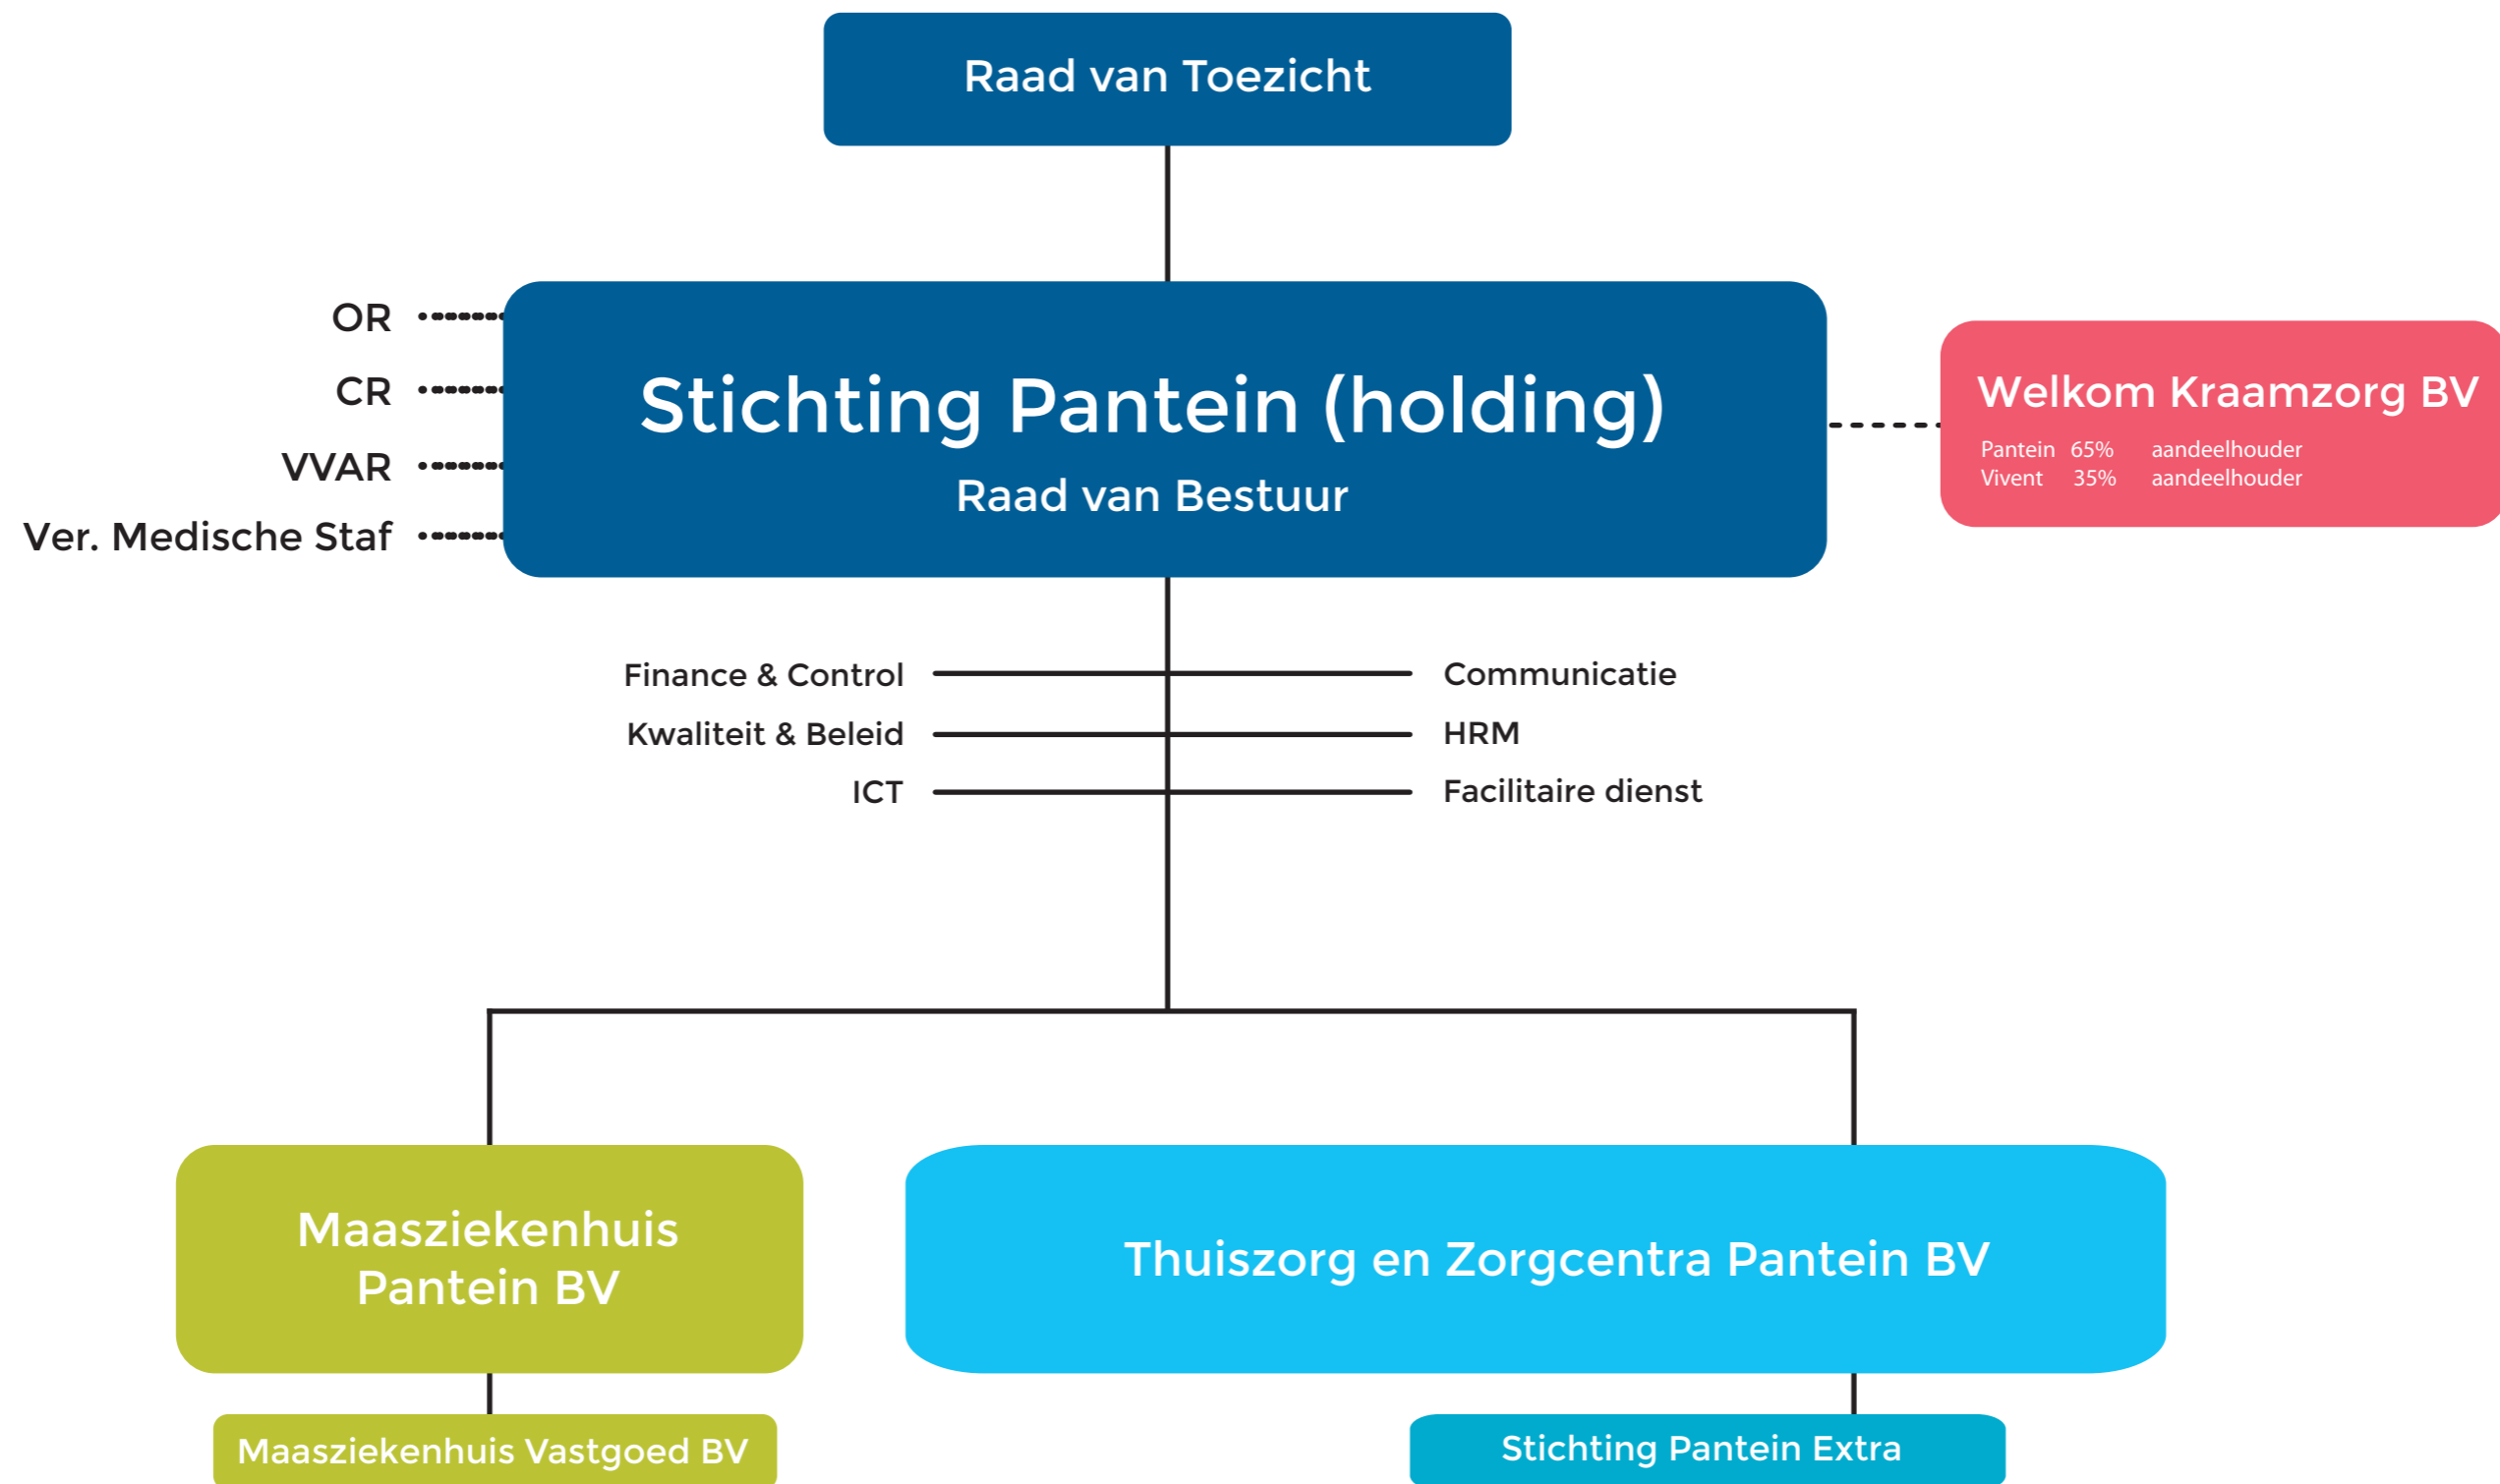 Raad van Toezicht
OR
CR
VVAR
Ver. Medische Staf
Stichting Pantein (holding)
Raad van Bestuur
Welkom Kraamzorg BV
Pantein 65% aandeelhouder
Vivent 35% aandeelhouder
Finance & Control
Communicatie
Kwaliteit & Beleid
HRM
ICT
Facilitaire dienst
Maasziekenhuis
Pantein BV
Thuiszorg en Zorgcentra Pantein BV
Maasziekenhuis Vastgoed BV
Stichting Pantein Extra